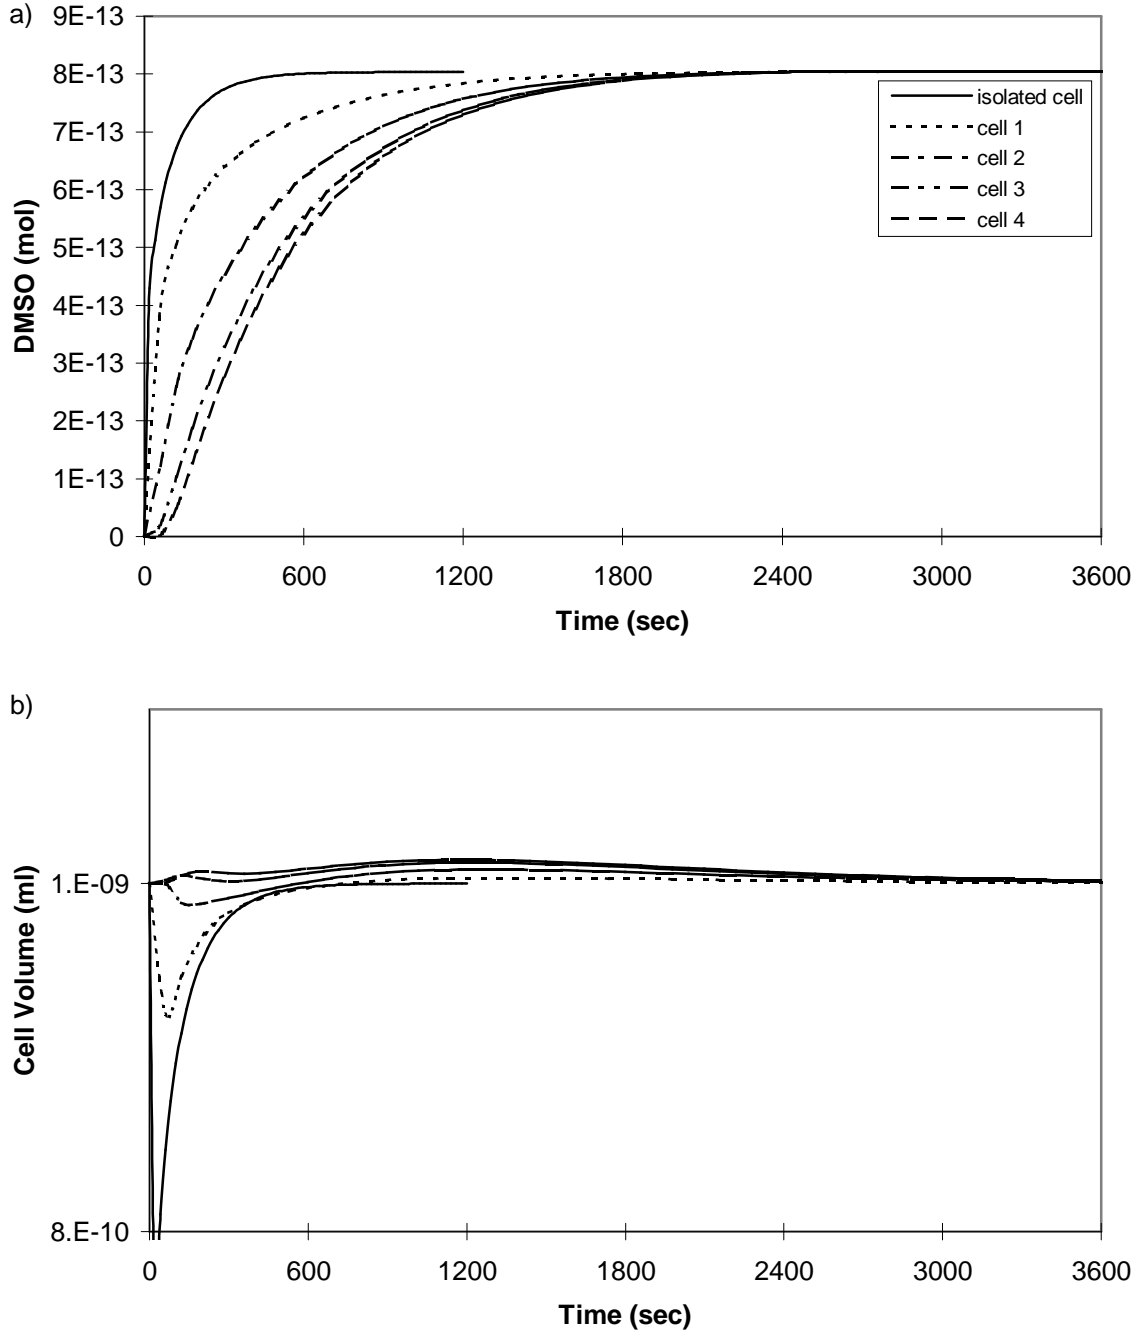 a)
9E-13
8E-13
7E-13
6E-13
5E-13
4E-13
3E-13
2E-13
1E-13
0
DMSO (mol)
isolated cell
cell 1
cell 2
cell 3
cell 4
0 600 1200 1800 2400 3000 3600
Time (sec)
b)
1.E-09
8.E-10
Cell Volume (ml)
0 600 1200 1800 2400 3000 3600
Time (sec)